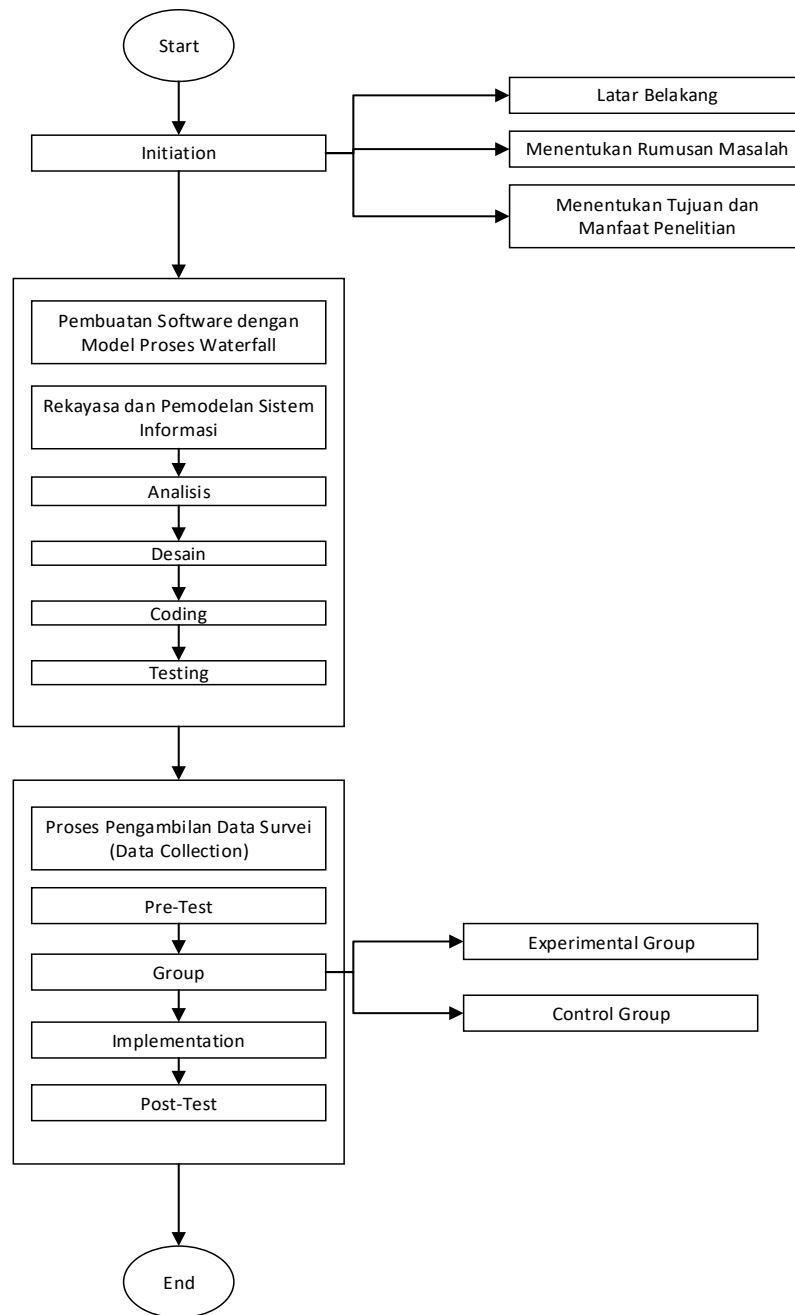 Start
Initiation
Latar Belakang
Menentukan Rumusan Masalah
Menentukan Tujuan dan
Manfaat Penelitian
Pembuatan Software dengan
Model Proses Waterfall
Rekayasa dan Pemodelan Sistem
Informasi
Analisis
Desain
Coding
Testing
Proses Pengambilan Data Survei
(Data Collection)
Pre-Test
Group
Experimental Group
Control Group
Implementation
Post-Test
End